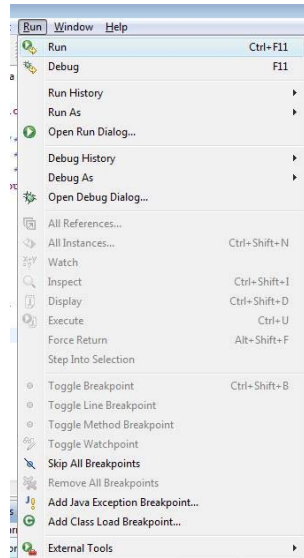 Run Window Help
Run Ctrl+F11
Debug F11
Run History
Run As
Open Run Dialog...
Debug History
Debug As
Open Debug Dialog...
All References...
All Instances... Ctrl+Shift+N
Watch
Inspect Ctrl+Shift+I
Display Ctrl+Shift+D
Execute Ctrl+U
Force Return Alt+Shift+F
Step Into Selection
Toggle Breakpoint Ctrl+Shift+B
Toggle Line Breakpoint
Toggle Method Breakpoint
Toggle Watchpoint
Skip All Breakpoints
Remove All Breakpoints
Add Java Exception Breakpoint...
Add Class Load Breakpoint...
External Tools